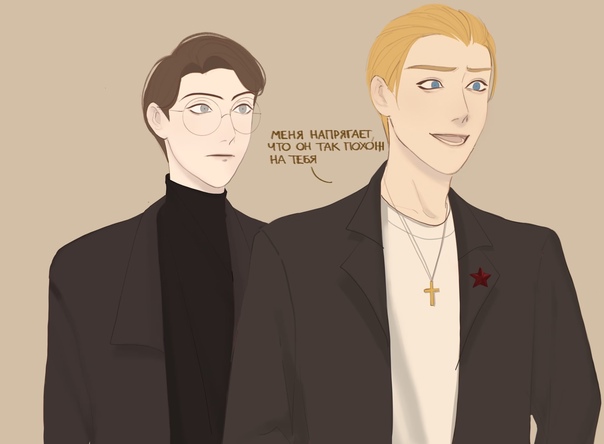 МЕНЯ НАПРЯГАЕТ,
ЧТО ОН ТАК ПОХОЖ
НА ТЕБЯ